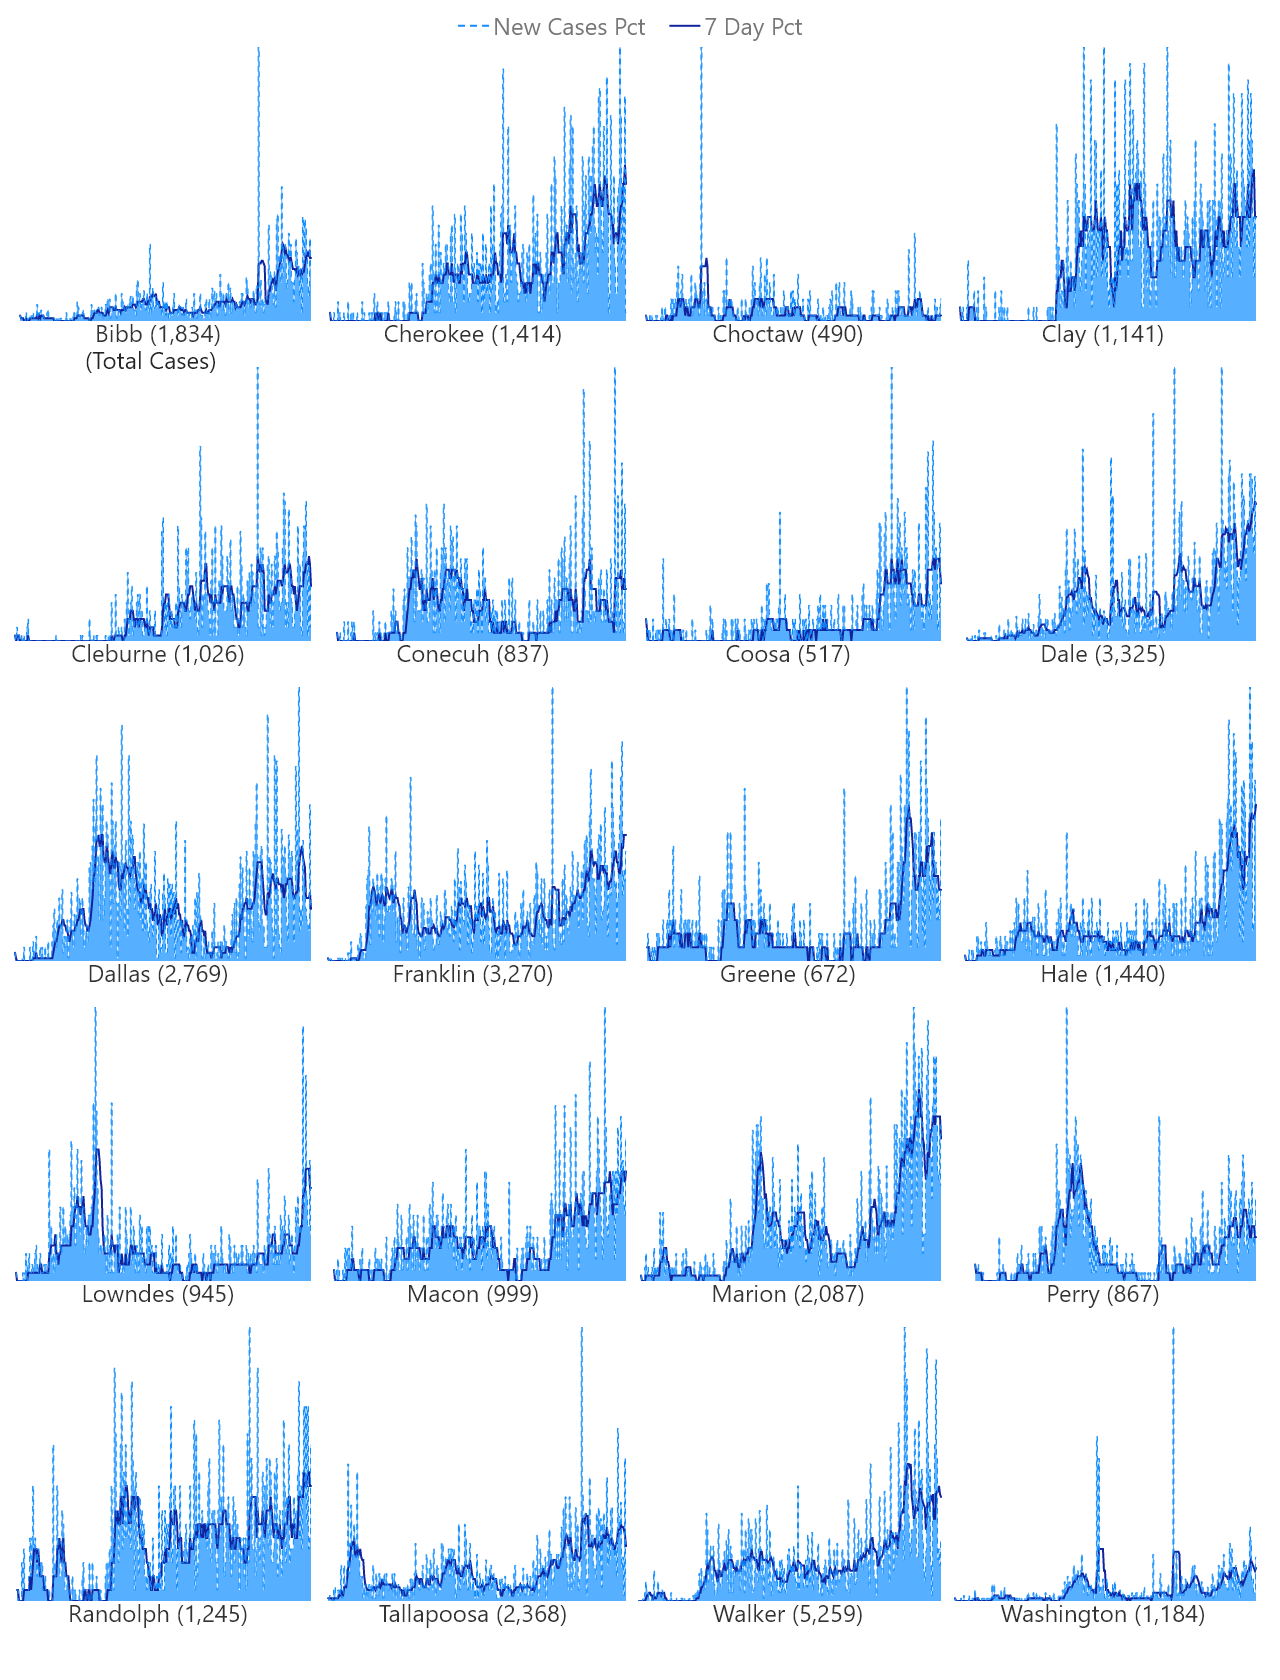 New Cases Pct 7 Day Pct
Bibb (1,834) Cherokee (1,414) Choctaw (490) Clay (1,141)
(Total Cases)
Cleburne (1,026) Conecuh (837) Coosa (517) Dale (3,325)
Dallas (2,769) Franklin (3,270) Greene (672) Hale (1,440)
Lowndes (945) Macon (999) Marion (2,087) Perry (867)
Randolph (1,245) Tallapoosa (2,368) Walker (5,259) Washington (1,184)